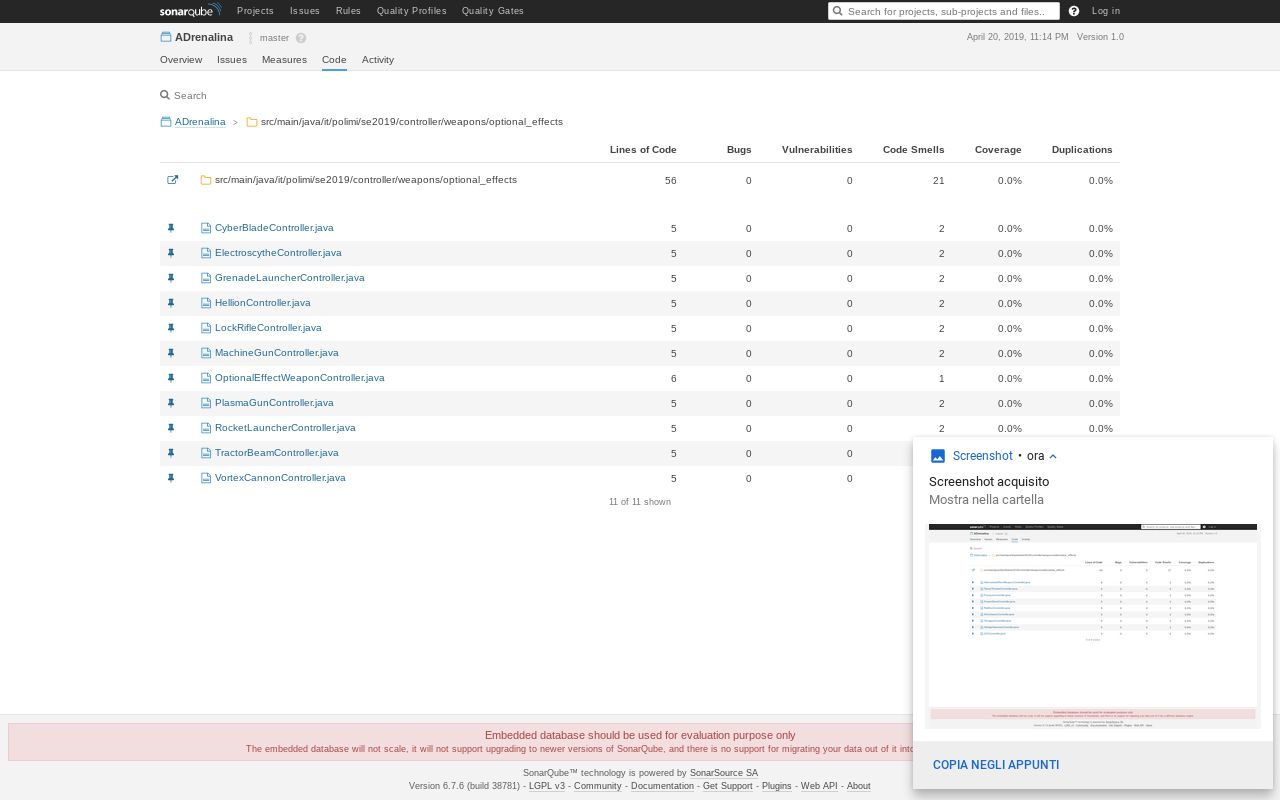 sonarqube Projects Issues Rules Quality Profiles Quality Gates Search for projects, sub-projects and files.. Log in
ADrenalina master April 20, 2019, 11:14 PM Version 1.0
Overview Issues Measures Code Activity
Search
ADrenalina > src/main/java/it/polimi/se2019/controller/weapons/optional_effects
Lines of Code Bugs Vulnerabilities Code Smells Coverage Duplications
src/main/java/it/polimi/se2019/controller/weapons/optional_effects 56 0 0 21 0.0% 0.0%
CyberBladeController.java 5 0 0 2 0.0% 0.0%
ElectroscytheController.java 5 0 0 2 0.0% 0.0%
GrenadeLauncherController.java 5 0 0 2 0.0% 0.0%
HellionController.java 5 0 0 2 0.0% 0.0%
LockRifleController.java 5 0 0 2 0.0% 0.0%
MachineGunController.java 5 0 0 2 0.0% 0.0%
OptionalEffectWeaponController.java 6 0 0 1 0.0% 0.0%
PlasmaGunController.java 5 0 0 2 0.0% 0.0%
RocketLauncherController.java 5 0 0 2 0.0% 0.0%
TractorBeamController.java 5 0 0
VortexCannonController.java 5 0 0
11 of 11 shown
Screenshot • ora
Screenshot acquisito
Mostra nella cartella
COPIA NEGLI APPUNTI
Embedded database should be used for evaluation purpose only
The embedded database will not scale, it will not support upgrading to newer versions of SonarQube, and there is no support for migrating your data out of it
SonarQube™ technology is powered by SonarSource SA
Version 6.7.6 (build 38781) - LGPL v3 - Community - Documentation - Get Support - Plugins - Web API - About